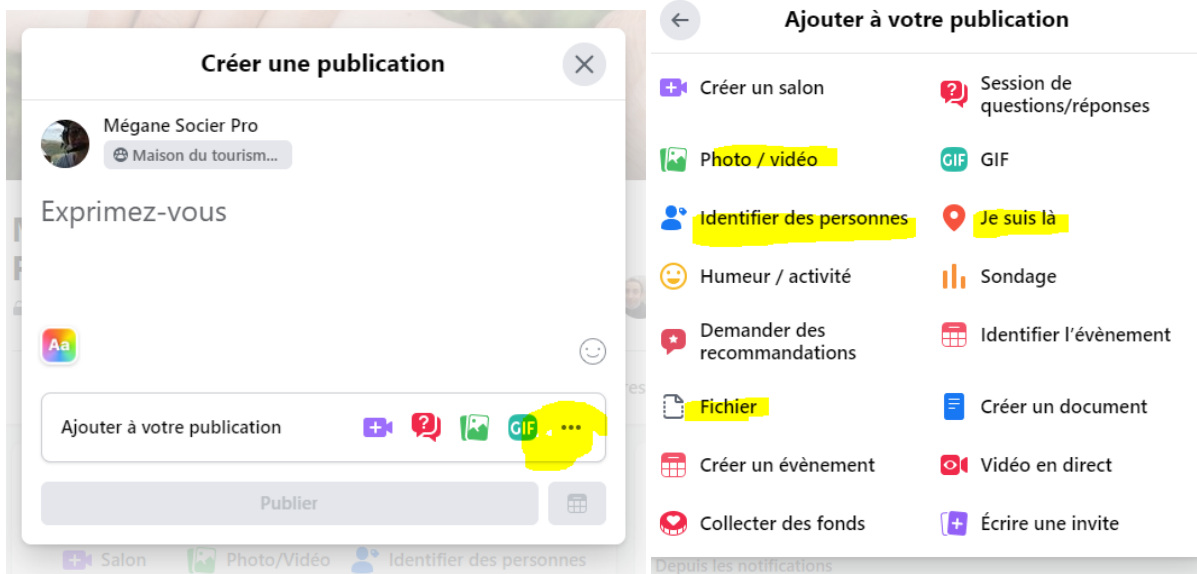 Créer une publication
Mégane Socier Pro
Maison du tourism...
Exprimez-vous
Aa
Ajouter à votre publication
GIF
Publier
Salon
Photo/Vidéo
Identifier des personnes
Ajouter à votre publication
Créer un salon
Session de
questions/réponses
Photo / vidéo
GIF
GIF
Identifier des personnes
Je suis là
Humeur / activité
Sondage
Demander des
recommandations
Identifier l'évènement
Fichier
Créer un document
Créer un évènement
Vidéo en direct
Collecter des fonds
Écrire une invite
Depuis les notifications